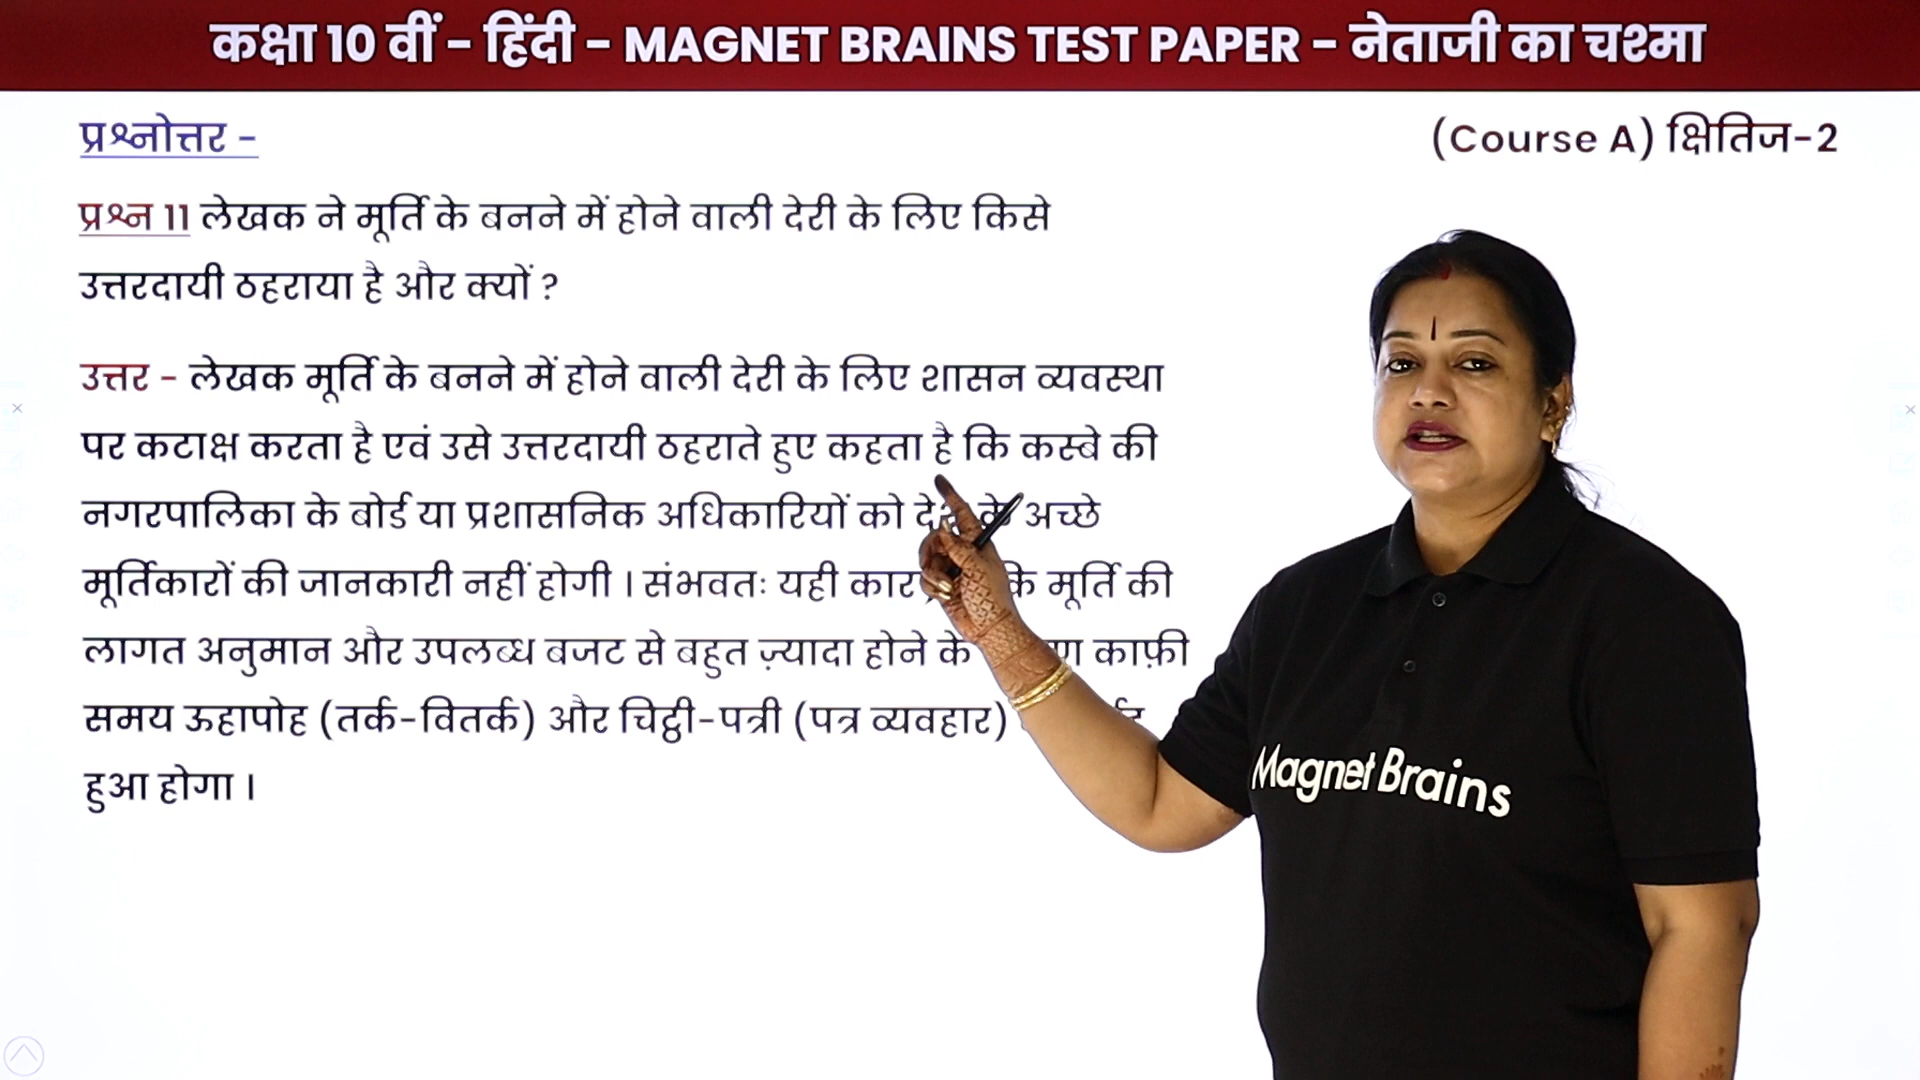 कक्षा 10 वीं – हिंदी – MAGNET BRAINS TEST PAPER – नेताजी का चश्मा
प्रश्नोत्तर –
(Course A) क्षितिज-2
प्रश्न 11 लेखक ने मूर्ति के बनने में होने वाली देरी के लिए किसे
उत्तरदायी ठहराया है और क्यों ?
उत्तर – लेखक मूर्ति के बनने में होने वाली देरी के लिए शासन व्यवस्था
पर कटाक्ष करता है एवं उसे उत्तरदायी ठहराते हुए कहता है कि कस्बे की
नगरपालिका के बोर्ड या प्रशासनिक अधिकारियों को के अच्छे
मूर्तिकारों की जानकारी नहीं होगी । संभवतः यही कि मूर्ति की
लागत अनुमान और उपलब्ध बजट से बहुत ज़्यादा होने के काफ़ी
समय ऊहापोह (तर्क-वितर्क) और चिट्ठी-पत्री (पत्र व्यवहार)
हुआ होगा ।
Magnet Brains